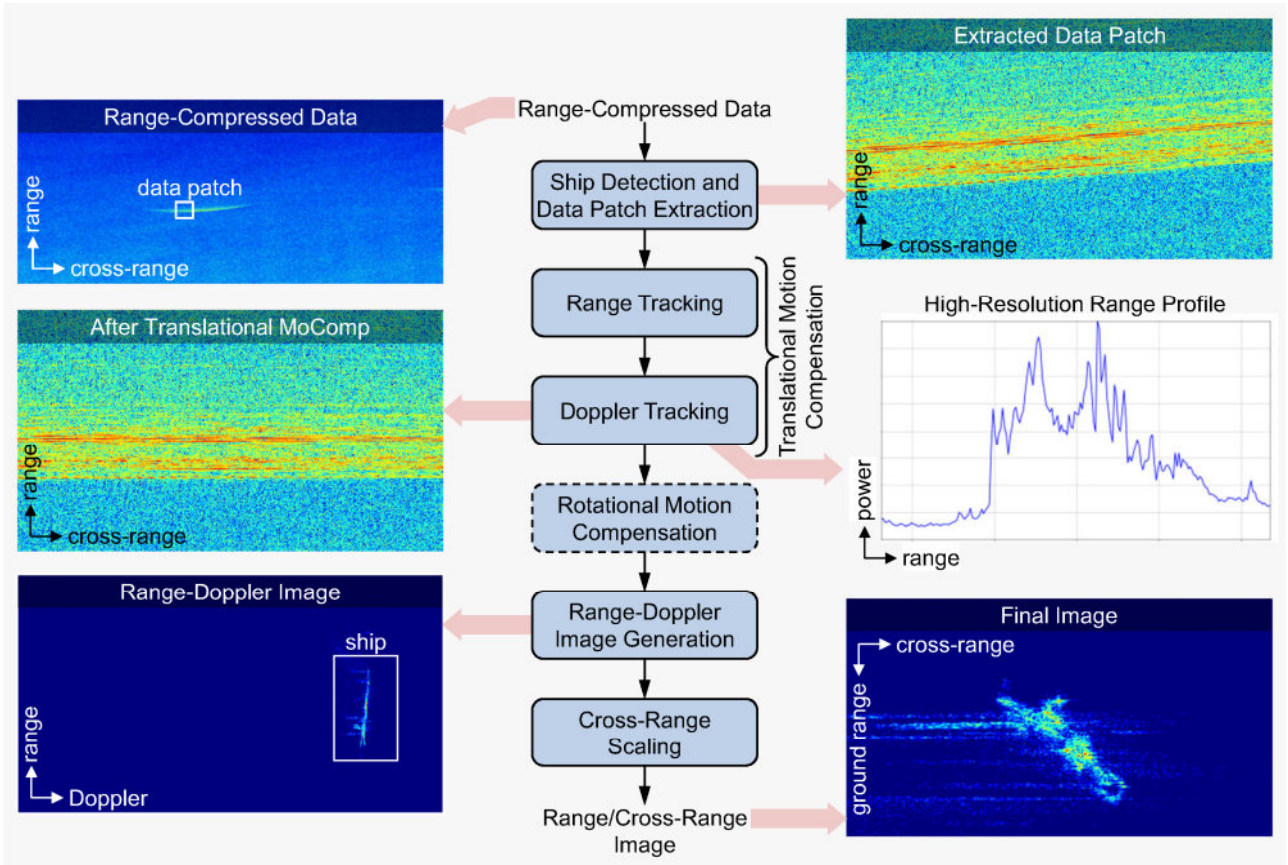 Range-Compressed Data
data patch
range
cross-range
After Translational MoComp
range
cross-range
Range-Doppler Image
ship
range
Doppler
Range-Compressed Data
Ship Detection and
Data Patch Extraction
Range Tracking
Doppler Tracking
Translational Motion
Compensation
Rotational Motion
Compensation
Range-Doppler
Image Generation
Cross-Range
Scaling
Range/Cross-Range
Image
Extracted Data Patch
range
cross-range
High-Resolution Range Profile
power
range
Final Image
cross-range
ground range